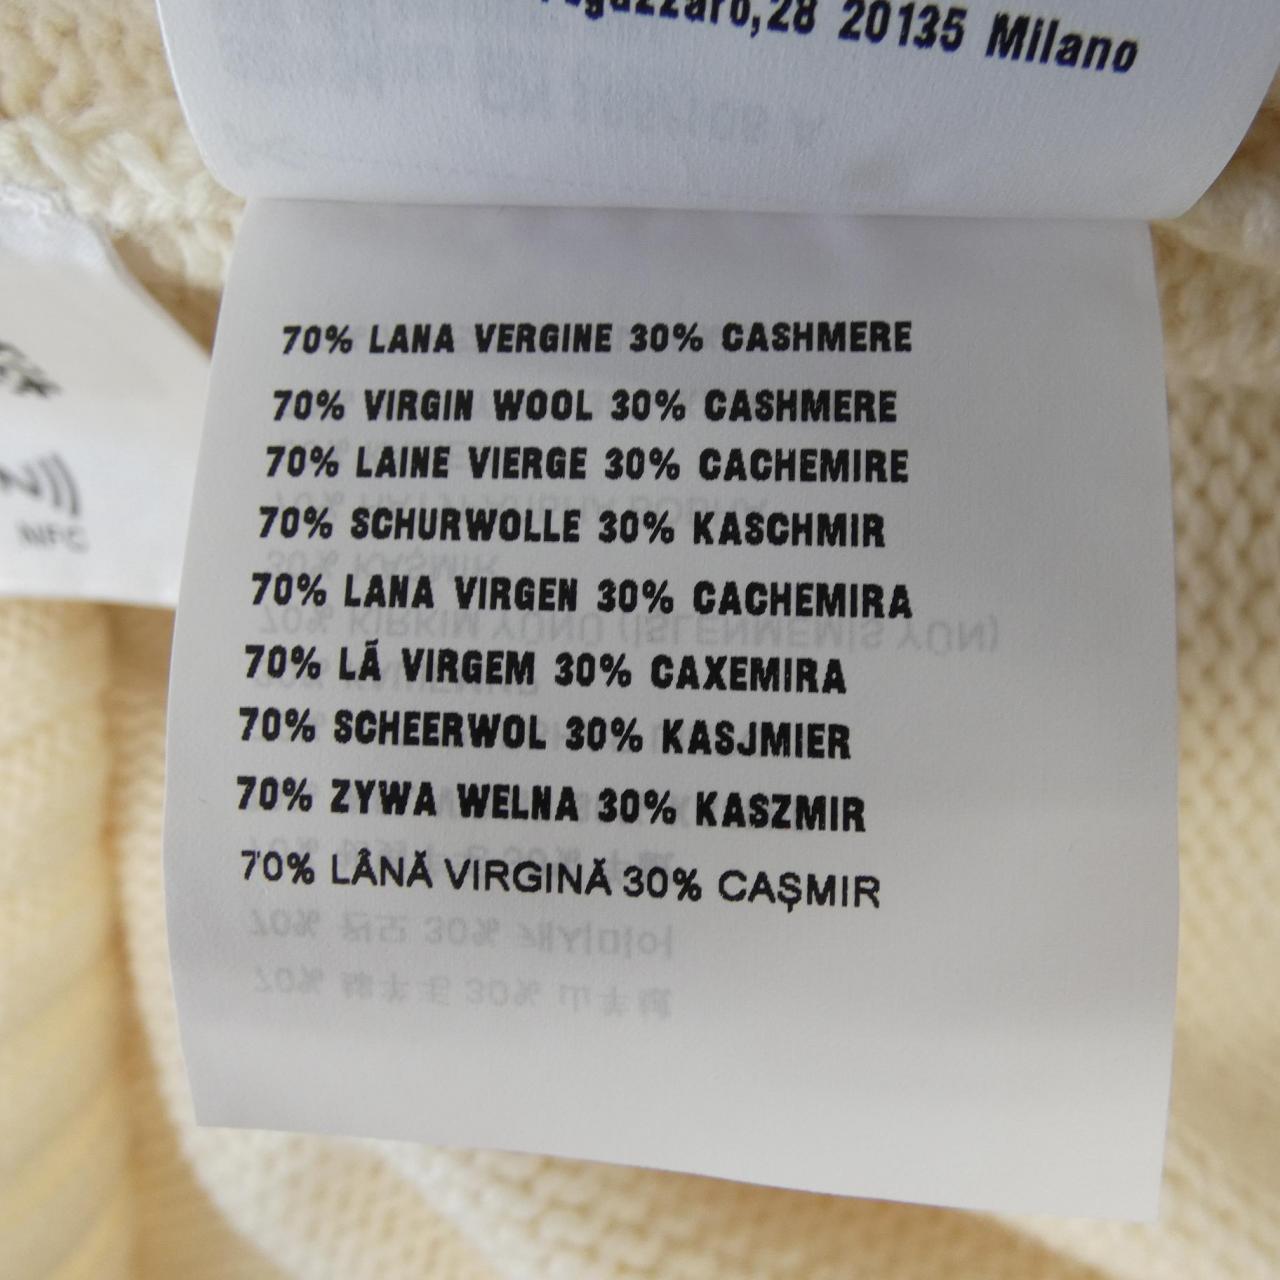 28 20135 Milano
70% LANA VERGINE 30% CASHMERE
70% VIRGIN WOOL 30% CASHMERE
70% LAINE VIERGE 30% CACHEMIRE
70% SCHURWOLLE 30% KASCHMIR
70% LANA VIRGEN 30% CACHEMIRA
70% LÃ VIRGEM 30% CAXEMIRA
70% SCHEERWOL 30% KASJMIER
70% ZYWA WELNA 30% KASZMIR
70% LÂNĂ VIRGINĂ 30% CAŞMIR
NFC